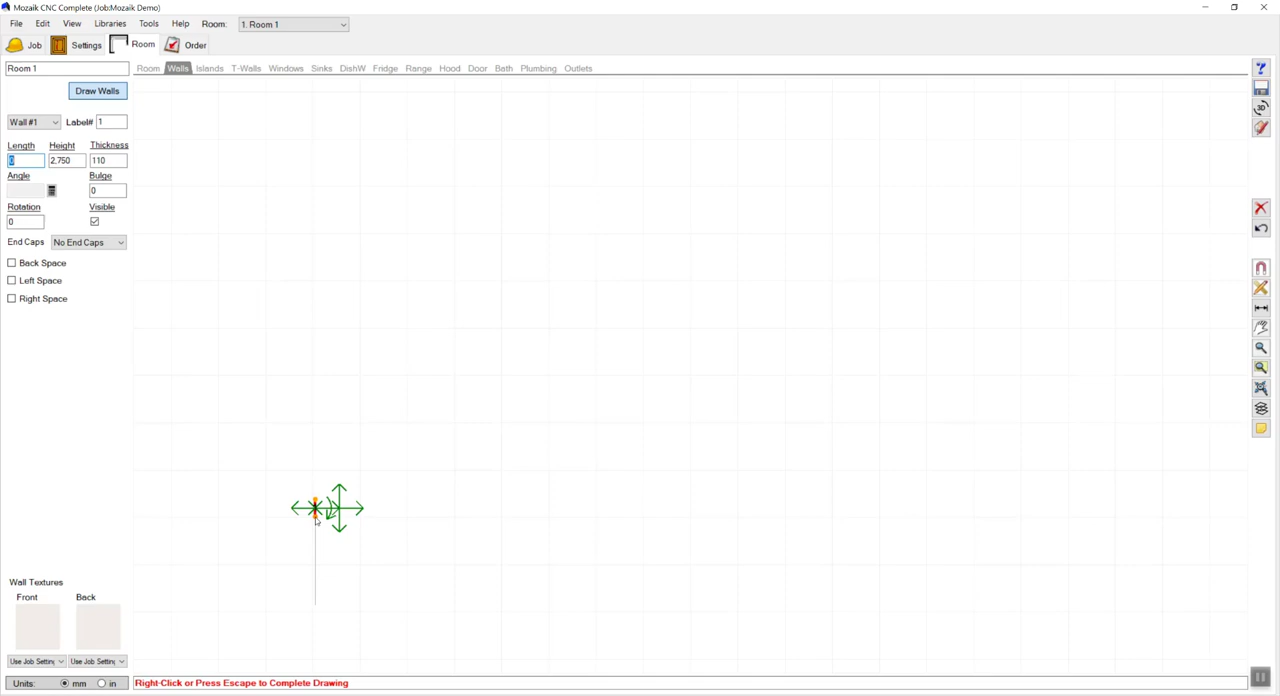 Mozaik CNC Complete (Job:Mozaik Demo)
File Edit View Libraries Tools Help Room: 1. Room 1
Job Settings Room Order
Room 1
Room Walls Islands T-Walls Windows Sinks DishW Fridge Range Hood Door Bath Plumbing Outlets
Draw Walls
Wall #1 Label# 1
Length Height Thickness
0 2,750 110
Angle Bulge
0
Rotation Visible
0
End Caps No End Caps
Back Space
Left Space
Right Space
3D
Wall Textures
Front Back
Use Job Settin Use Job Settin
Units: mm in
Right-Click or Press Escape to Complete Drawing